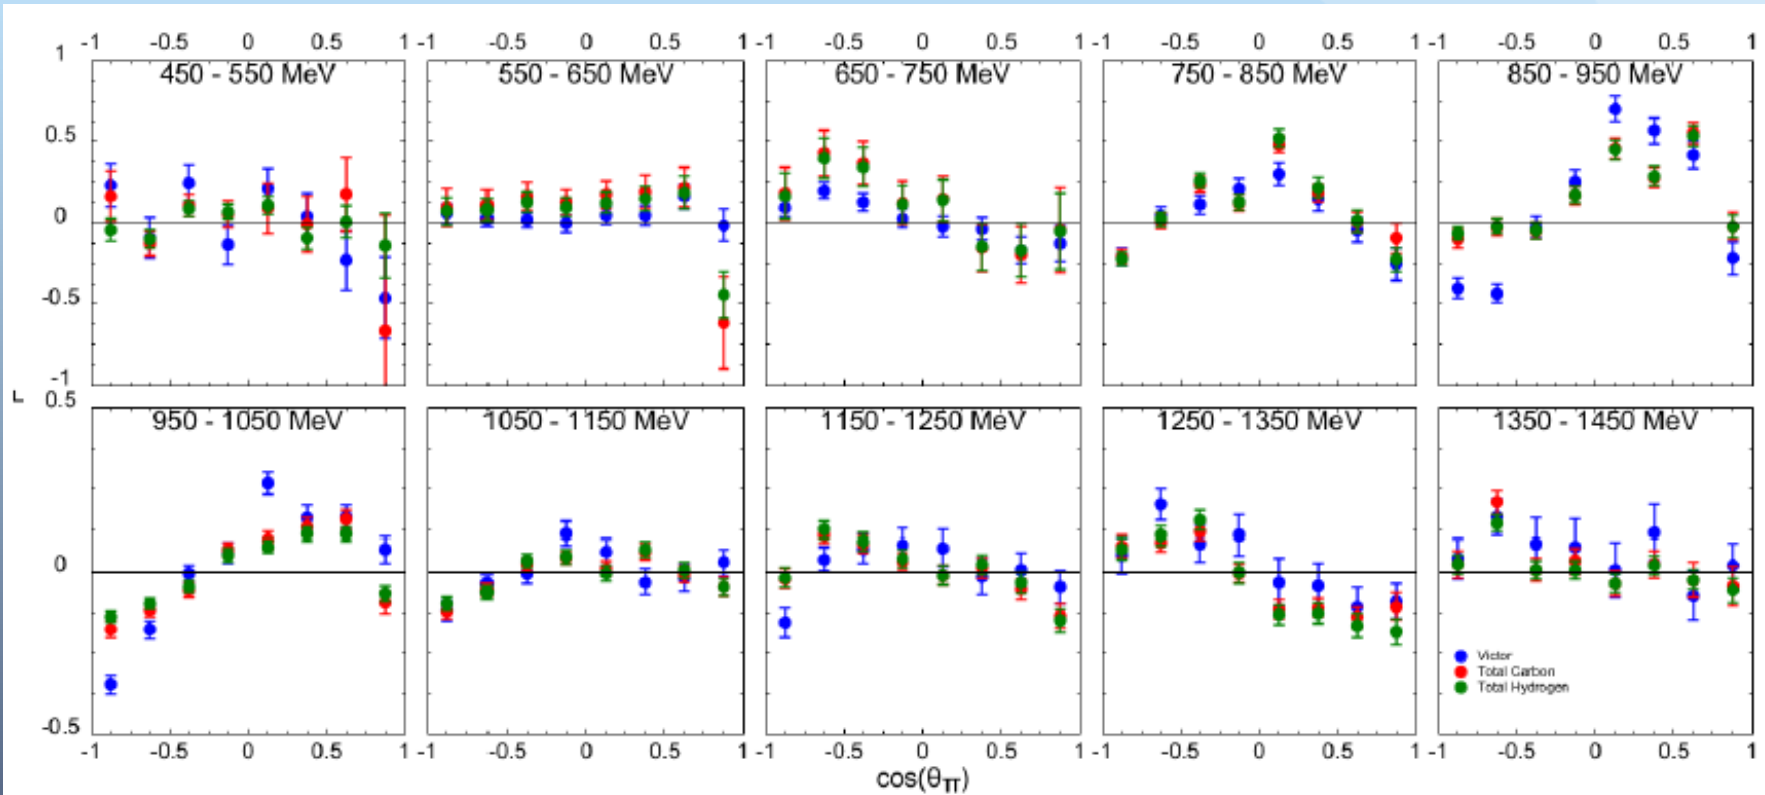 -1 -0.5 0 0.5 1 -1 -0.5 0 0.5 1 -1 -0.5 0 0.5 1 -1 -0.5 0 0.5 1 -1 -0.5 0 0.5 1
1
450 - 550 MeV 550 - 650 MeV 650 - 750 MeV 750 - 850 MeV 850 - 950 MeV
0.5
0
-0.5
-1
0.5
950 - 1050 MeV 1050 - 1150 MeV 1150 - 1250 MeV 1250 - 1350 MeV 1350 - 1450 MeV
0
Victor
Total Carbon
Total Hydrogen
-0.5
-1 -0.5 0 0.5 1 -1 -0.5 0 0.5 1 -1 -0.5 0 0.5 1 -1 -0.5 0 0.5 1 -1 -0.5 0 0.5 1
cos(θπ)